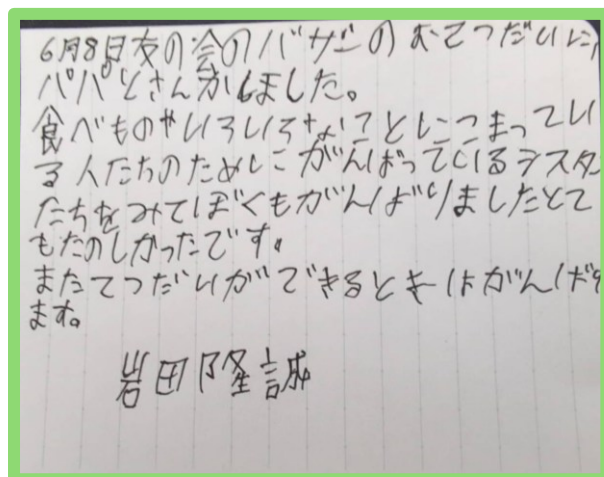 6月8日友の会のバザーのおてつだいに
パパとさんかしました。
食べものやいろいろなことにこまってい
る人たちのためにがんばっているシスタ
たちをみてぼくもがんばりましたとて
もたのしかったです。
またてつだいができるときはがんばり
ます。
岩田隆誠